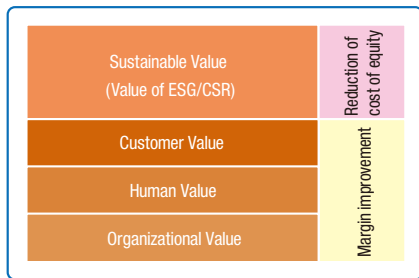 Sustainable Value
(Value of ESG/CSR)
Reduction of
cost of equity
Customer Value
Human Value
Organizational Value
Margin improvement